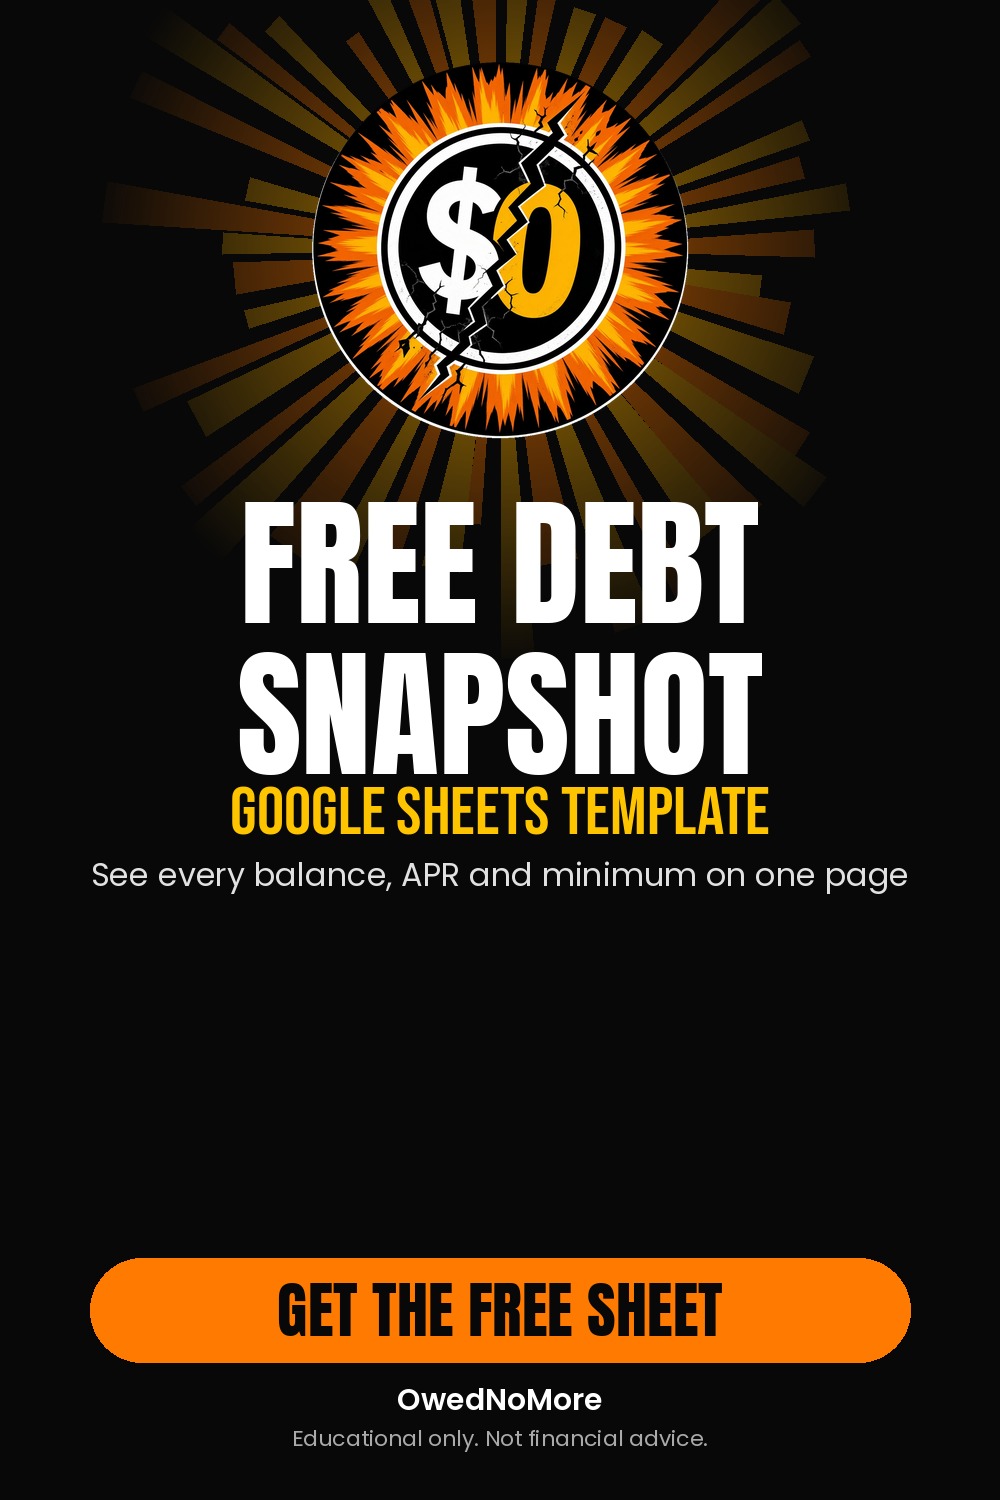 $0
FREE DEBT
SNAPSHOT
GOOGLE SHEETS TEMPLATE
See every balance, APR and minimum on one page
GET THE FREE SHEET
OwedNoMore
Educational only. Not financial advice.